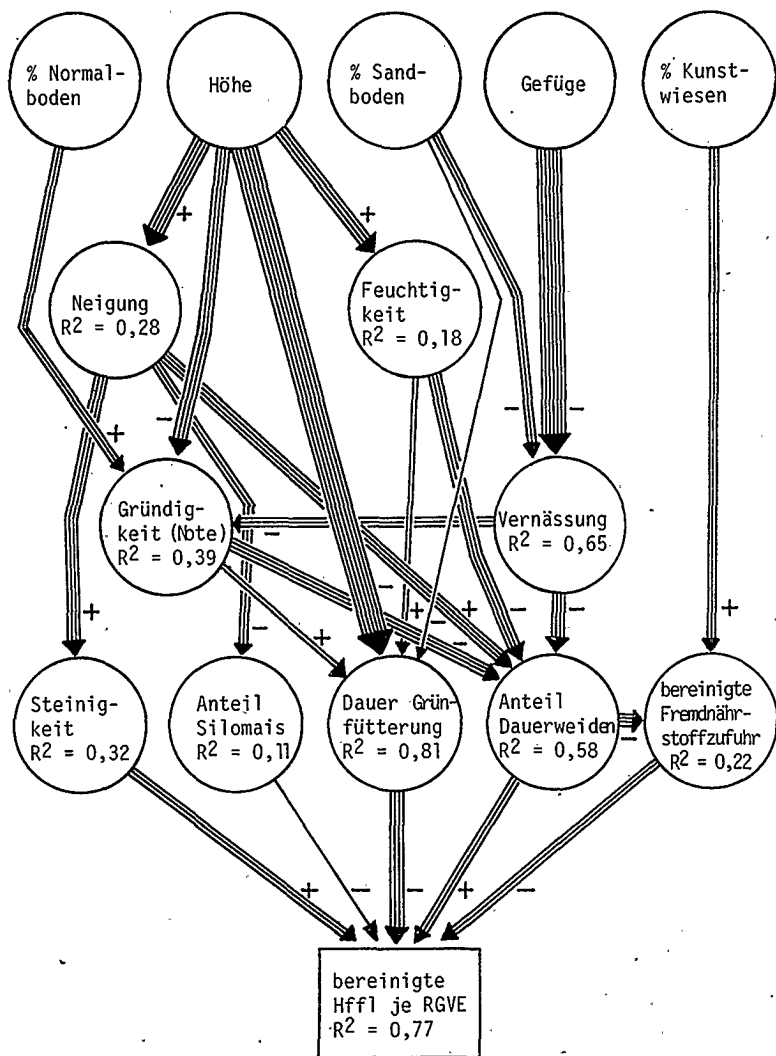 % Normal-
boden
Höhe
% Sand-
boden
Gefüge
% Kunst-
wiesen
+
+
Neigung
R² = 0,28
Feuchtig-
keit
R² = 0,18
+
-
-
-
Gründig-
keit (Note)
R² = 0,39
-
Vernässung
R² = 0,65
+
-
+
-
+
-
-
+
-
-
+
Steinig-
keit
R² = 0,32
Anteil
Silomais
R² = 0,11
Dauer Grün-
fütterung
R² = 0,81
Anteil
Dauerweiden
R² = 0,58
-
bereinigte
Fremdnähr-
stoffzufuhr
R² = 0,22
+
-
-
+
-
bereinigte
Hffl je RGVE
R² = 0,77